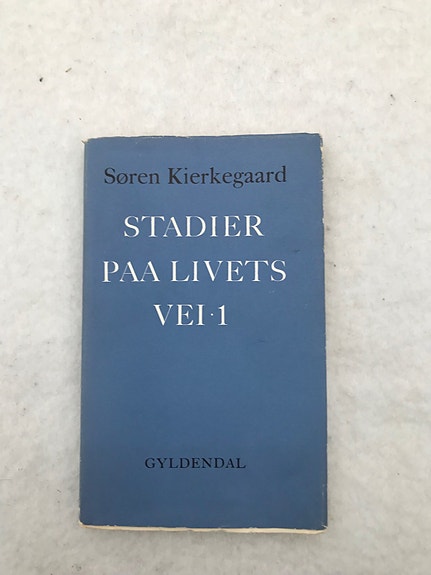 Søren Kierkegaard
STADIER
PAA LIVETS
VEI·1
GYLDENDAL